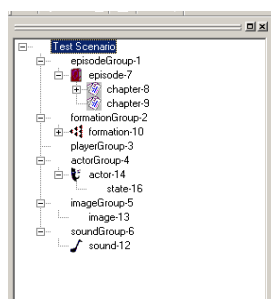 Test Scenario
episodeGroup-1
episode-7
chapter-8
chapter-9
formationGroup-2
formation-10
playerGroup-3
actorGroup-4
actor-14
state-16
imageGroup-5
image-13
soundGroup-6
sound-12